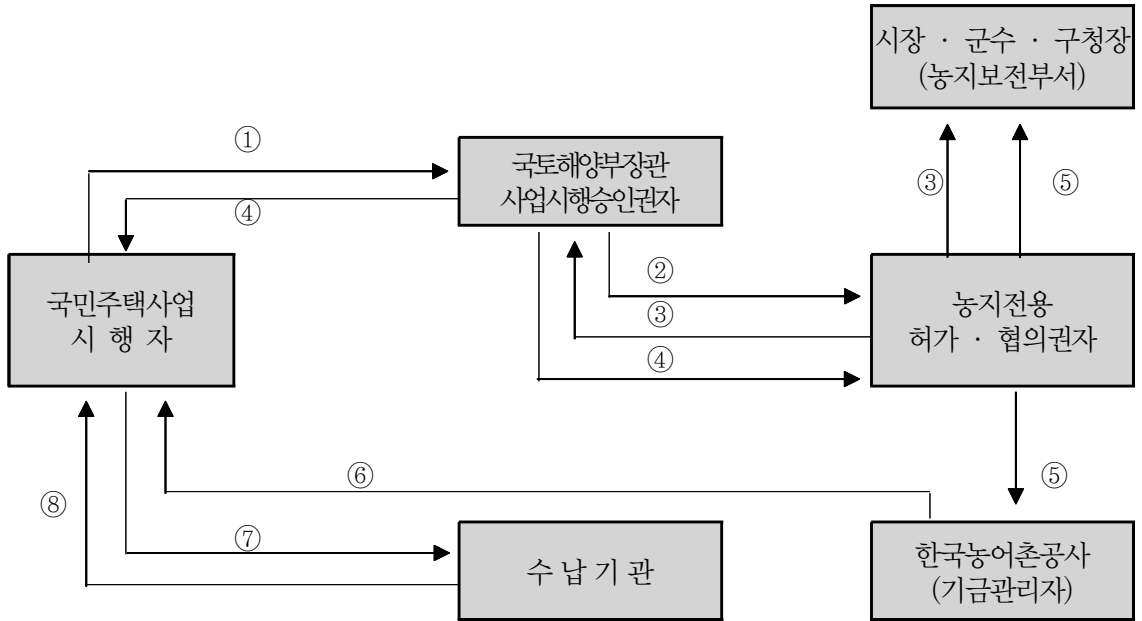 시장 · 군수 · 구청장
(농지보전부서)
①
국토해양부장관
사업시행승인권자
③
⑤
④
②
국민주택사업
시 행 자
농지전용
허가 · 협의권자
③
④
⑥
⑤
⑧
⑦
수 납 기 관
한국농어촌공사
(기금관리자)